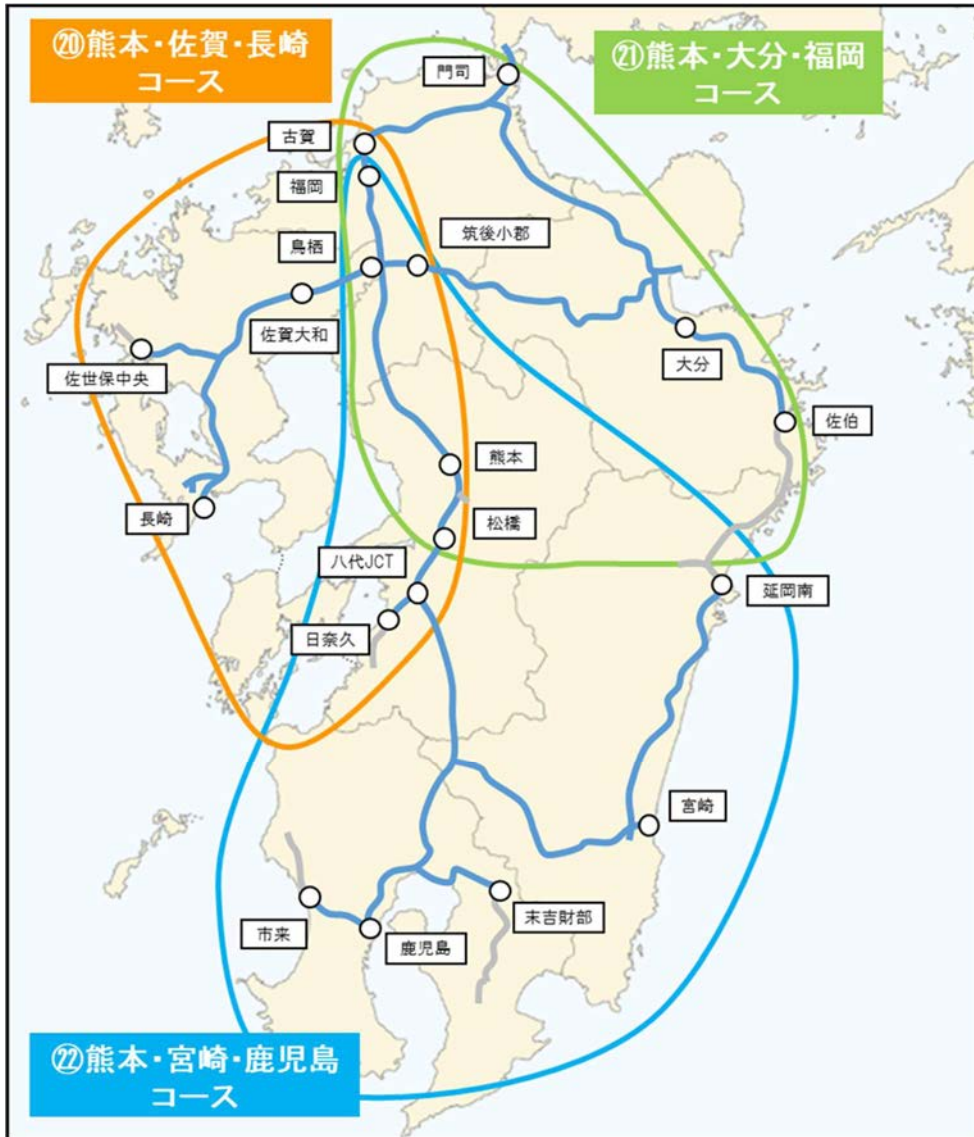 ⑳熊本・佐賀・長崎
コース
㉑熊本・大分・福岡
コース
門司
古賀
福岡
鳥栖
筑後小郡
佐賀大和
佐世保中央
大分
佐伯
熊本
長崎
松橋
八代JCT
延岡南
日奈久
宮崎
市来
鹿児島
末吉財部
㉒熊本・宮崎・鹿児島
コース